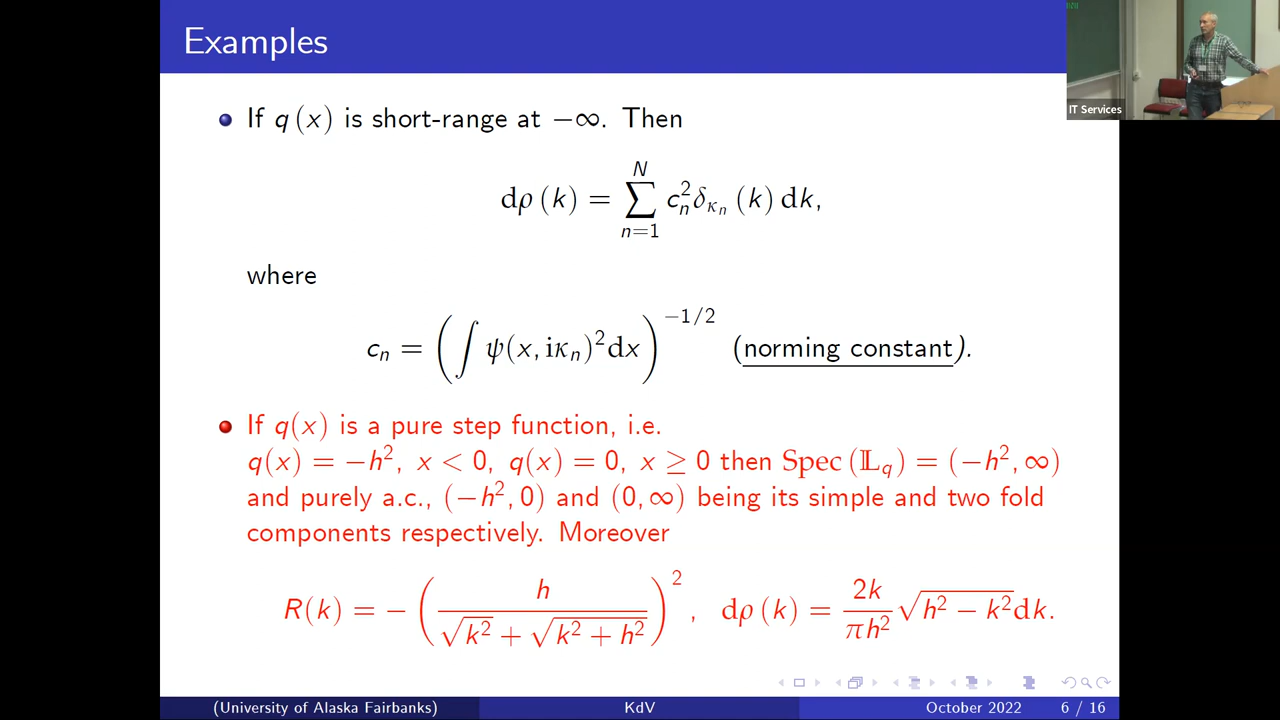 Examples
If q (x) is short-range at −∞. Then
dρ (k) = ∑_{n=1}^{N} c_n^2 δ_{κ_n} (k) dk,
where
c_n = (∫ ψ(x, iκ_n)^2 dx)^{−1/2} (norming constant).
If q(x) is a pure step function, i.e.
q(x) = −h^2, x < 0, q(x) = 0, x ≥ 0 then Spec (𝕃_q) = (−h^2, ∞)
and purely a.c., (−h^2, 0) and (0, ∞) being its simple and two fold
components respectively. Moreover
R(k) = − (h / (√k^2 + √k^2 + h^2))^2, dρ (k) = 2k / πh^2 √h^2 − k^2 dk.
IT Services
(University of Alaska Fairbanks) KdV October 2022 6 / 16